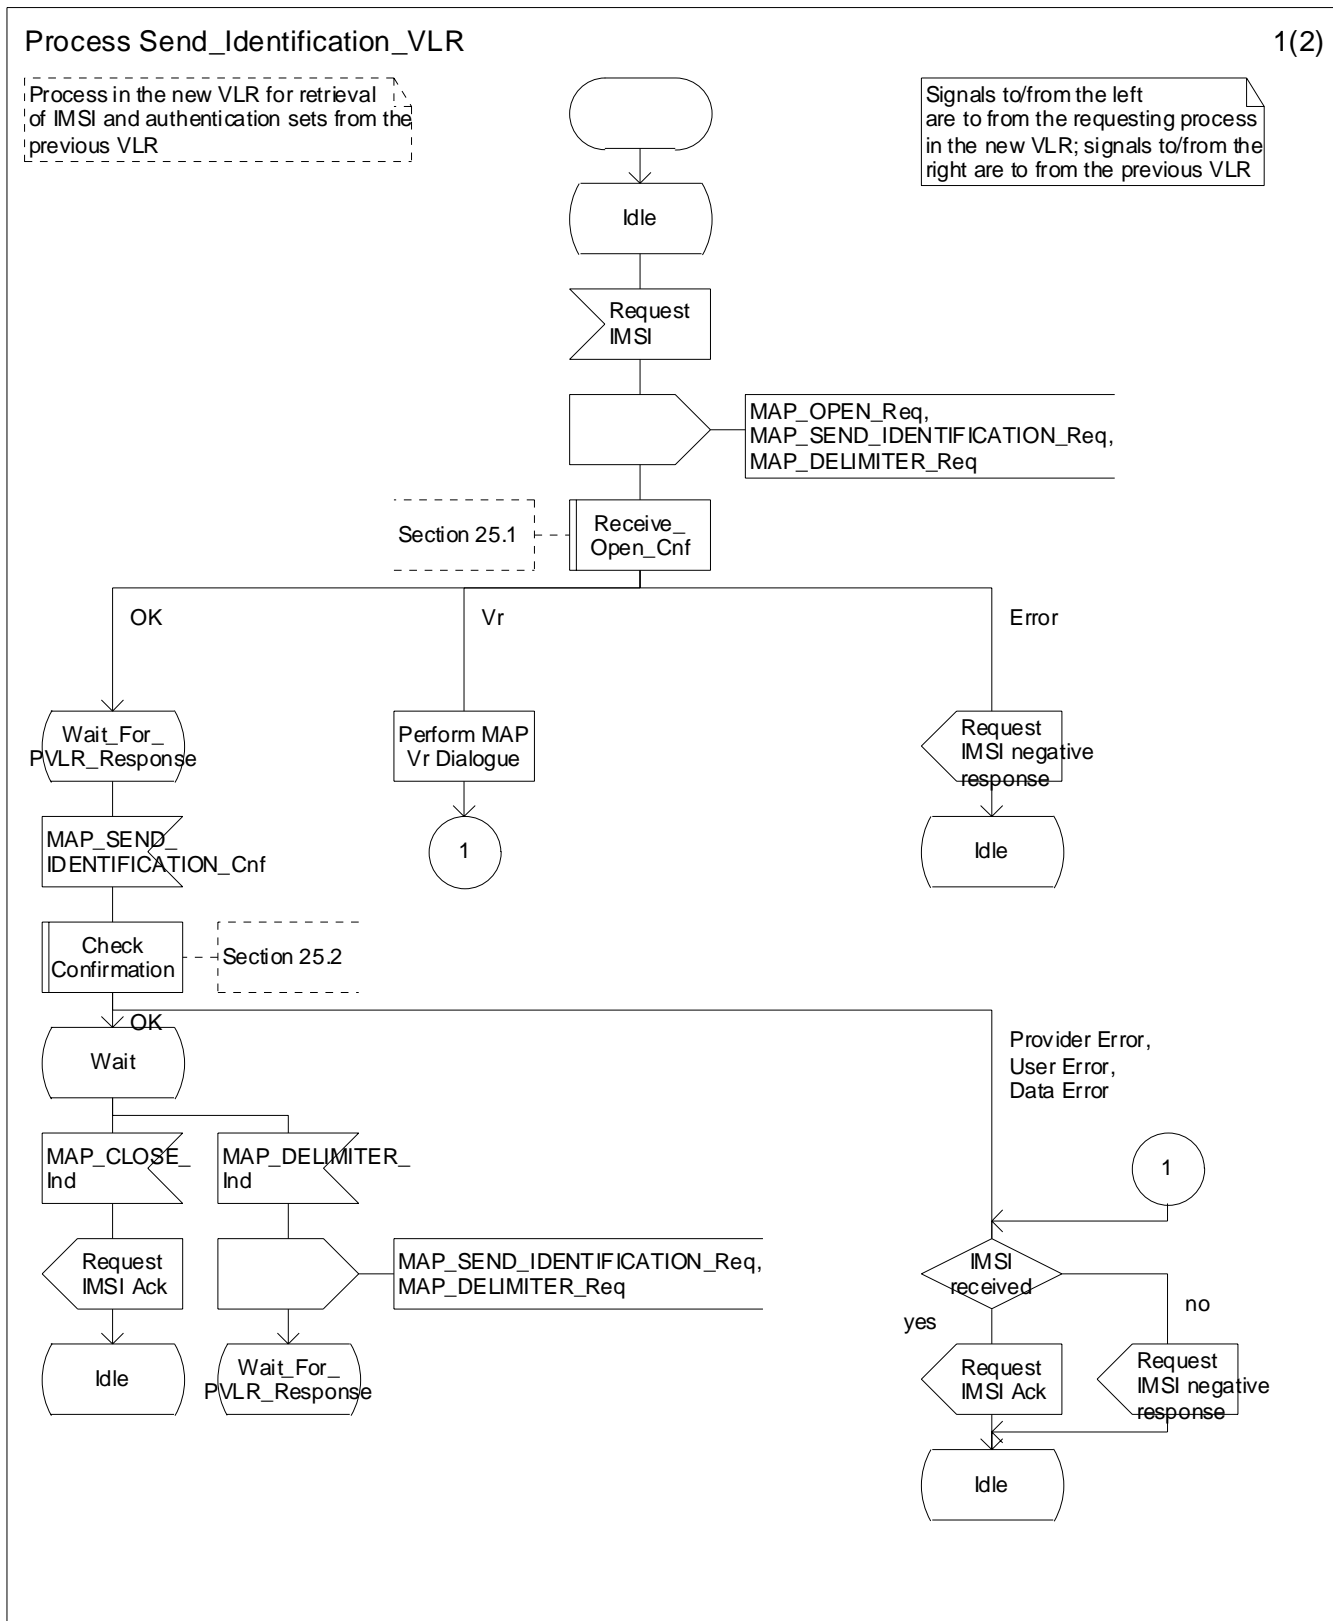 Process Send_Identification_VLR
1(2)
Process in the new VLR for retrieval
of IMSI and authentication sets from the
previous VLR
Signals to/from the left
are to from the requesting process
in the new VLR; signals to/from the
right are to from the previous VLR
Idle
Request
IMSI
MAP_OPEN_Req,
MAP_SEND_IDENTIFICATION_Req,
MAP_DELIMITER_Req
Section 25.1
Receive_
Open_Cnf
OK
Vr
Error
Wait_For_
PVLR_Response
Perform MAP
Vr Dialogue
Request
IMSI negative
response
MAP_SEND_
IDENTIFICATION_Cnf
1
Idle
Check
Confirmation
Section 25.2
OK
Wait
Provider Error,
User Error,
Data Error
MAP_CLOSE_
Ind
MAP_DELIMITER_
Ind
1
Request
IMSI Ack
MAP_SEND_IDENTIFICATION_Req,
MAP_DELIMITER_Req
IMSI
received
yes
no
Idle
Wait_For_
PVLR_Response
Request
IMSI Ack
Request
IMSI negative
response
Idle